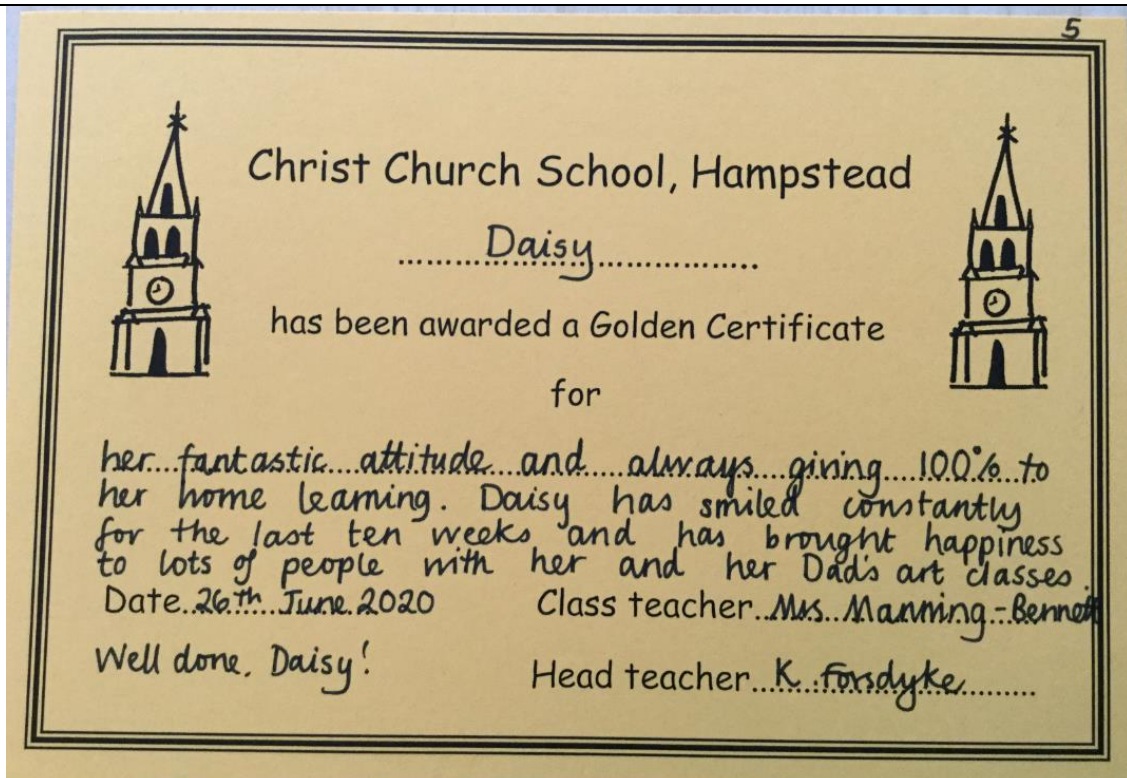 5
Christ Church School, Hampstead
Daisy
has been awarded a Golden Certificate
for
her fantastic attitude and always giving 100% to
her home learning. Daisy has smiled constantly
for the last ten weeks and has brought happiness
to lots of people with her and her Dad's art classes.
Date 26th June 2020 Class teacher Mrs. Manning-Bennett
Well done, Daisy! Head teacher K Forsdyke